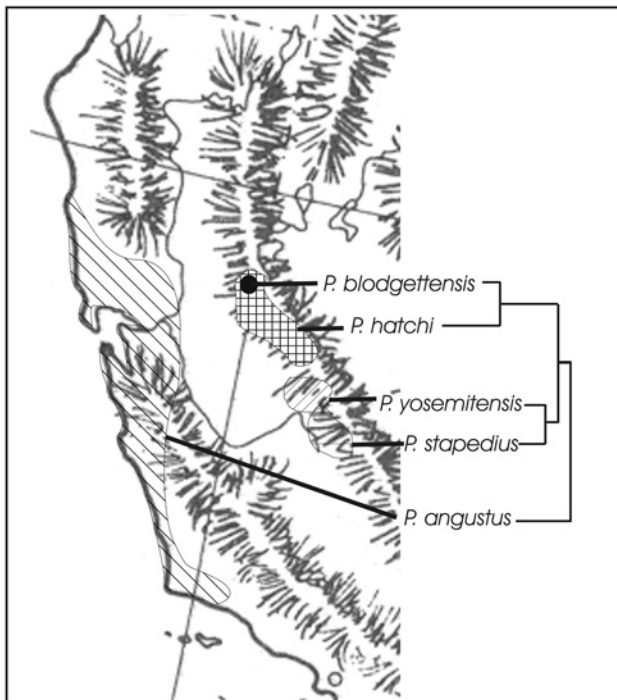 P. blodgettensis
P. hatchi
P. yosemitensis
P. stapedius
P. angustus